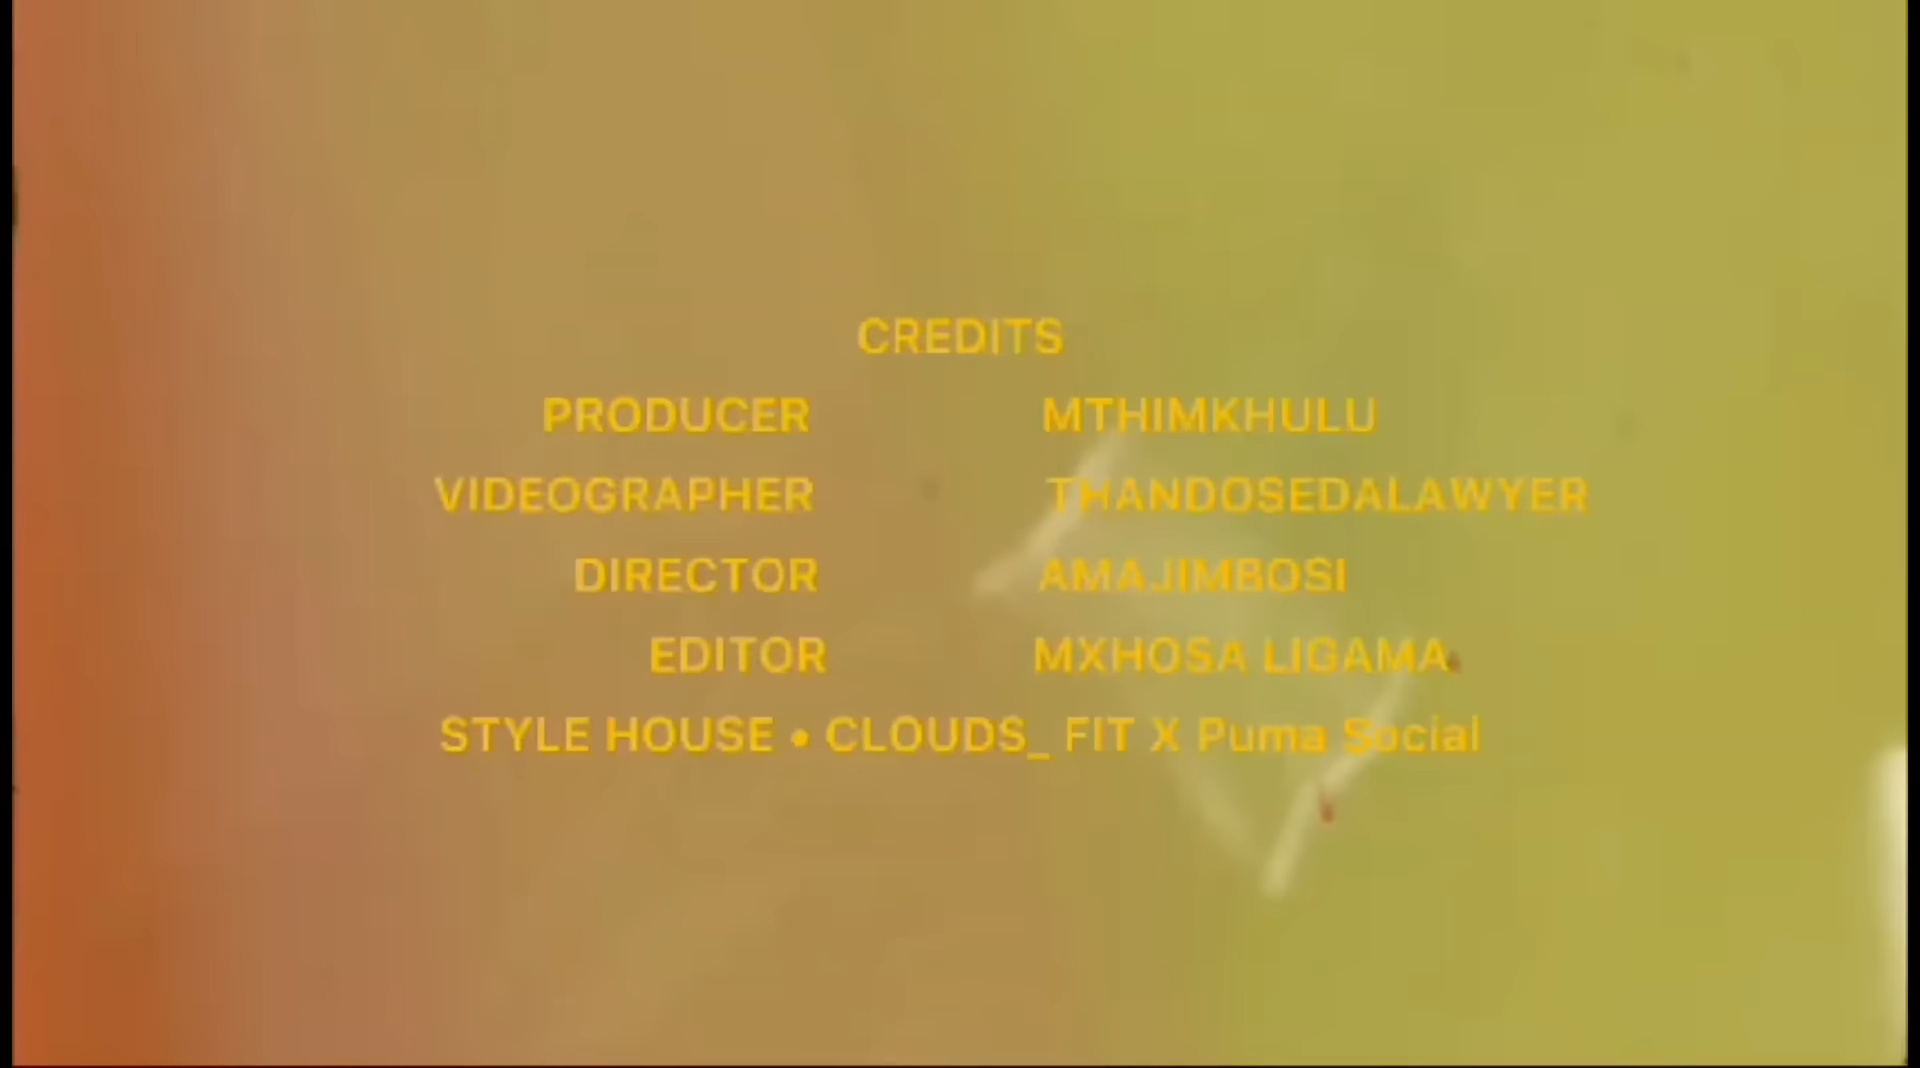 CREDITS
PRODUCER MTHIMKHULU
VIDEOGRAPHER THANDOSEDALAWYER
DIRECTOR AMAJIMBOSI
EDITOR MXHOSA LIGAMA
STYLE HOUSE • CLOUDS_ FIT X Puma Social